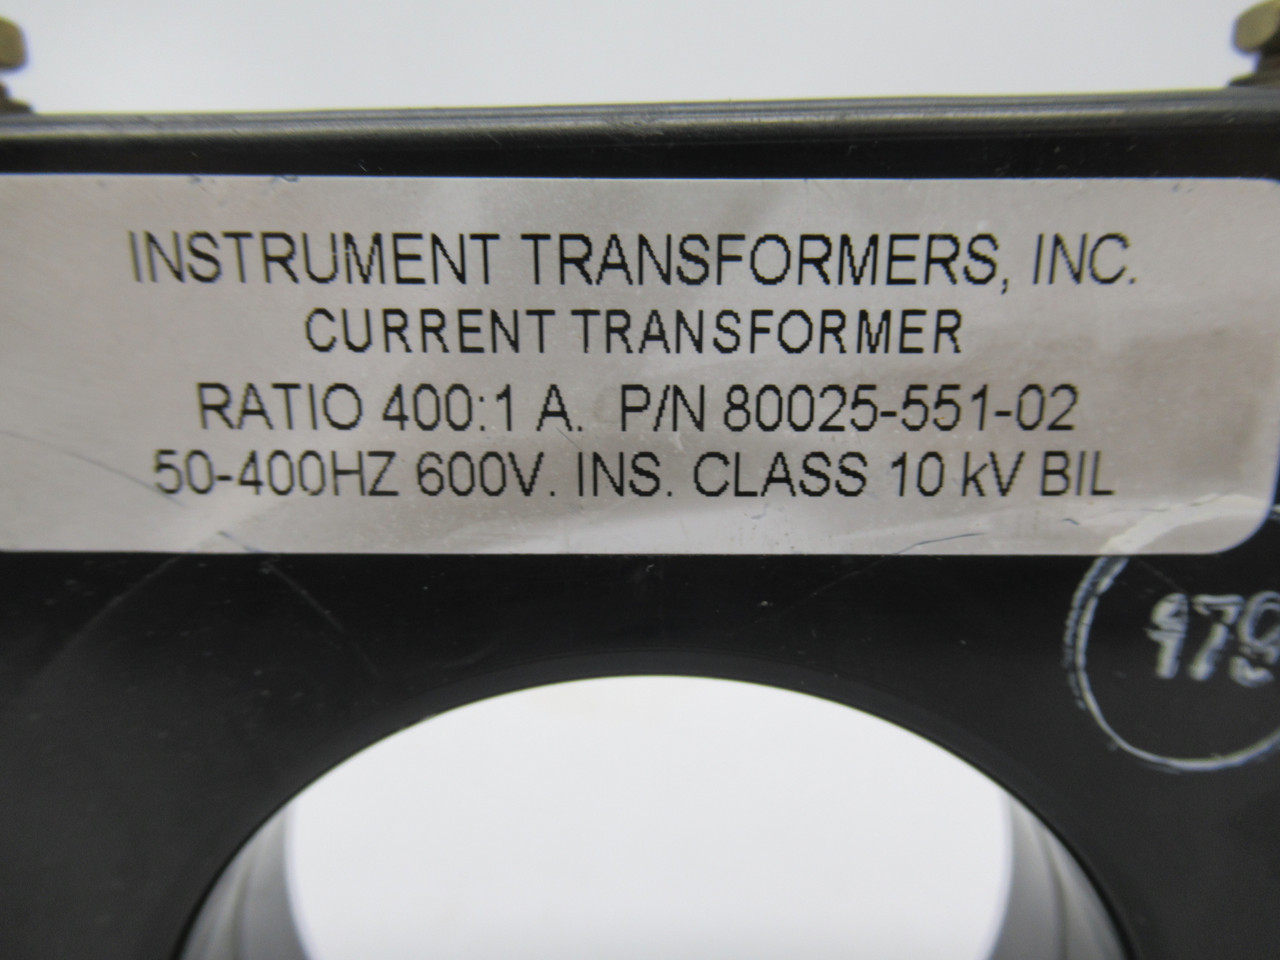 INSTRUMENT TRANSFORMERS, INC.
CURRENT TRANSFORMER
RATIO 400:1 A. P/N 80025-551-02
50-400HZ 600V. INS. CLASS 10 kV BIL